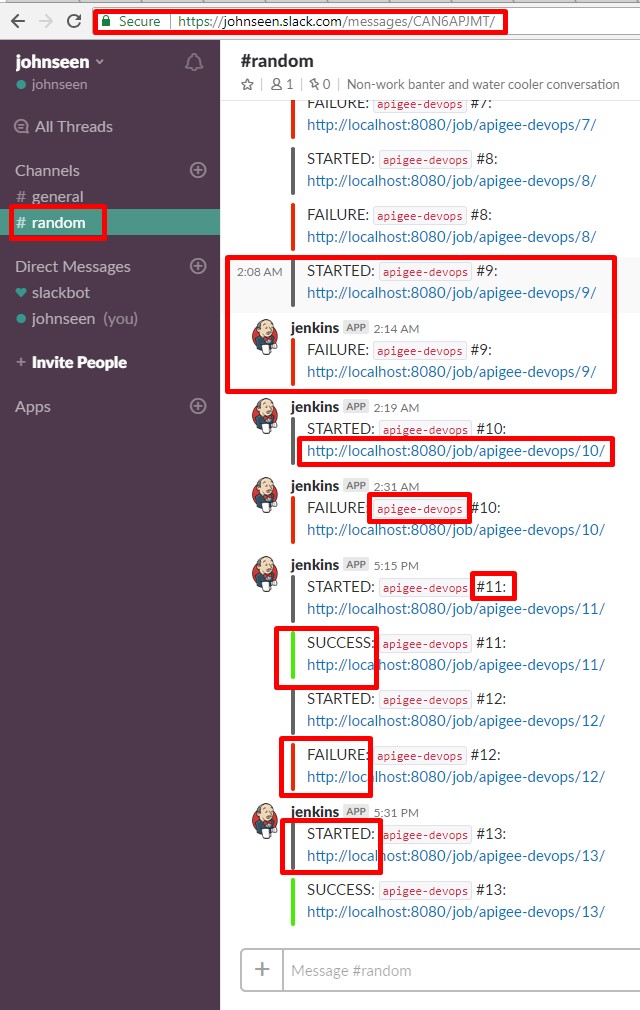 Secure | https://johnseen.slack.com/messages/CAN6APJMT/
johnseen
johnseen
All Threads
Channels
# general
# random
Direct Messages
slackbot
johnseen (you)
+ Invite People
Apps
#random
1 | 0 | Non-work banter and water cooler conversation
FAILURE: apigee-devops #7:
http://localhost:8080/job/apigee-devops/7/
STARTED: apigee-devops #8:
http://localhost:8080/job/apigee-devops/8/
FAILURE: apigee-devops #8:
http://localhost:8080/job/apigee-devops/8/
2:08 AM STARTED: apigee-devops #9:
http://localhost:8080/job/apigee-devops/9/
jenkins APP 2:14 AM
FAILURE: apigee-devops #9:
http://localhost:8080/job/apigee-devops/9/
jenkins APP 2:19 AM
STARTED: apigee-devops #10:
http://localhost:8080/job/apigee-devops/10/
jenkins APP 2:31 AM
FAILURE: apigee-devops #10:
http://localhost:8080/job/apigee-devops/10/
jenkins APP 5:15 PM
STARTED: apigee-devops #11:
http://localhost:8080/job/apigee-devops/11/
SUCCESS: apigee-devops #11:
http://localhost:8080/job/apigee-devops/11/
STARTED: apigee-devops #12:
http://localhost:8080/job/apigee-devops/12/
FAILURE: apigee-devops #12:
http://localhost:8080/job/apigee-devops/12/
jenkins APP 5:31 PM
STARTED: apigee-devops #13:
http://localhost:8080/job/apigee-devops/13/
SUCCESS: apigee-devops #13:
http://localhost:8080/job/apigee-devops/13/
+ Message #random